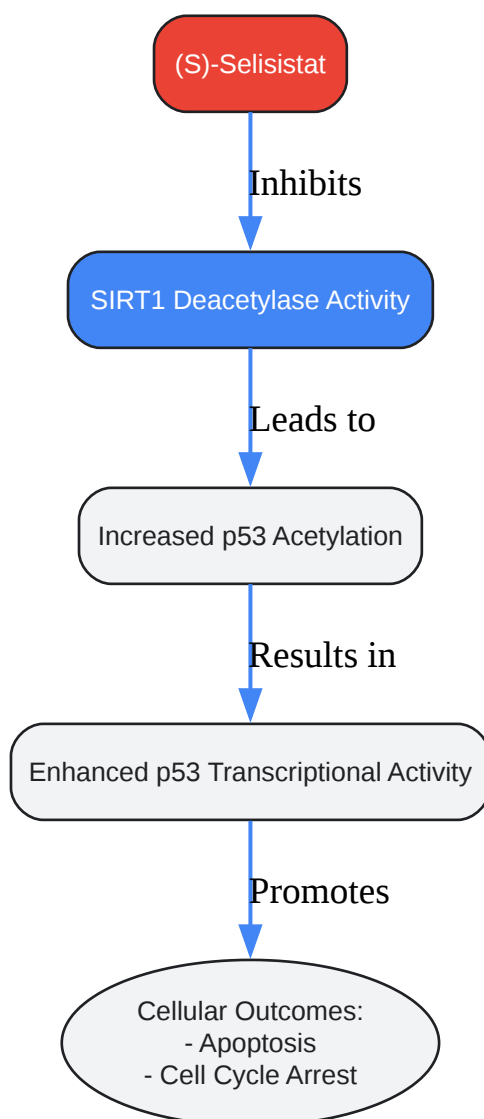 (S)-Selisistat
Inhibits
SIRT1 Deacetylase Activity
Leads to
Increased p53 Acetylation
Results in
Enhanced p53 Transcriptional Activity
Promotes
Cellular Outcomes:
- Apoptosis
- Cell Cycle Arrest